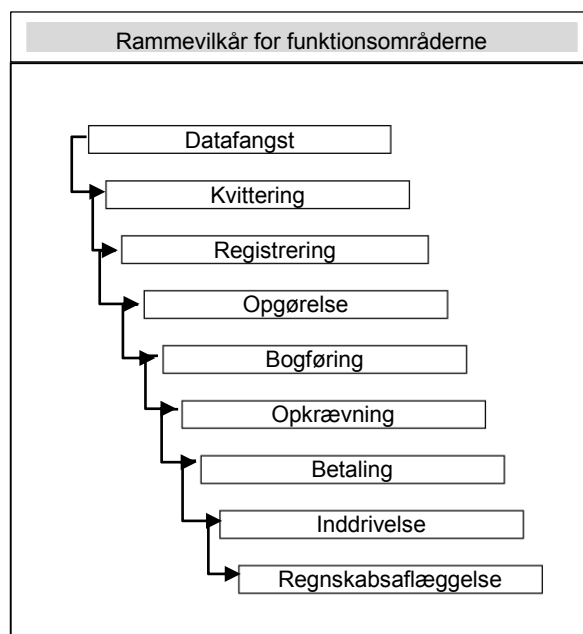 Rammevilkår for funktionsområderne
Datafangst
Kvittering
Registrering
Opgørelse
Bogføring
Opkrævning
Betaling
Inddrivelse
Regnskabsaflæggelse